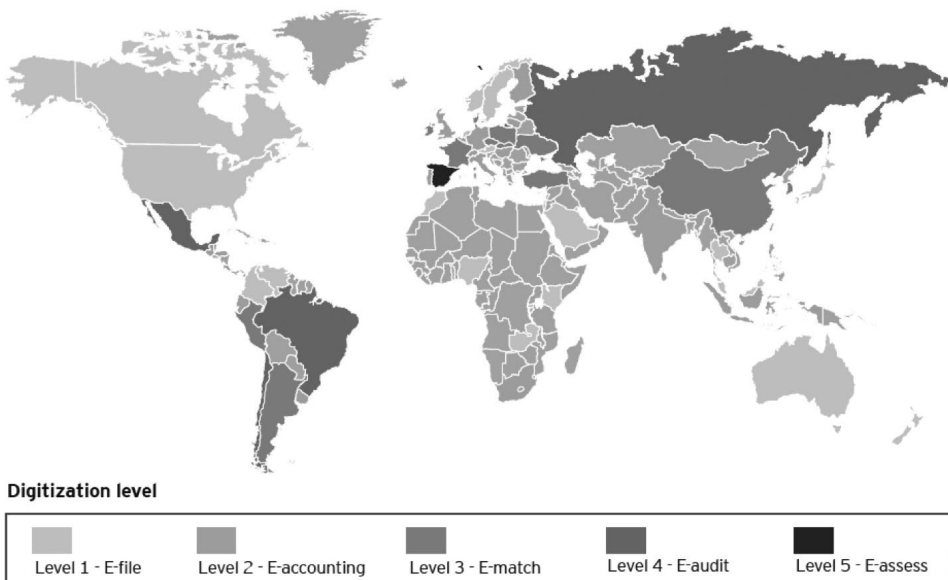 Digitization level
Level 1 - E-file
Level 2 - E-accounting
Level 3 - E-match
Level 4 - E-audit
Level 5 - E-assess